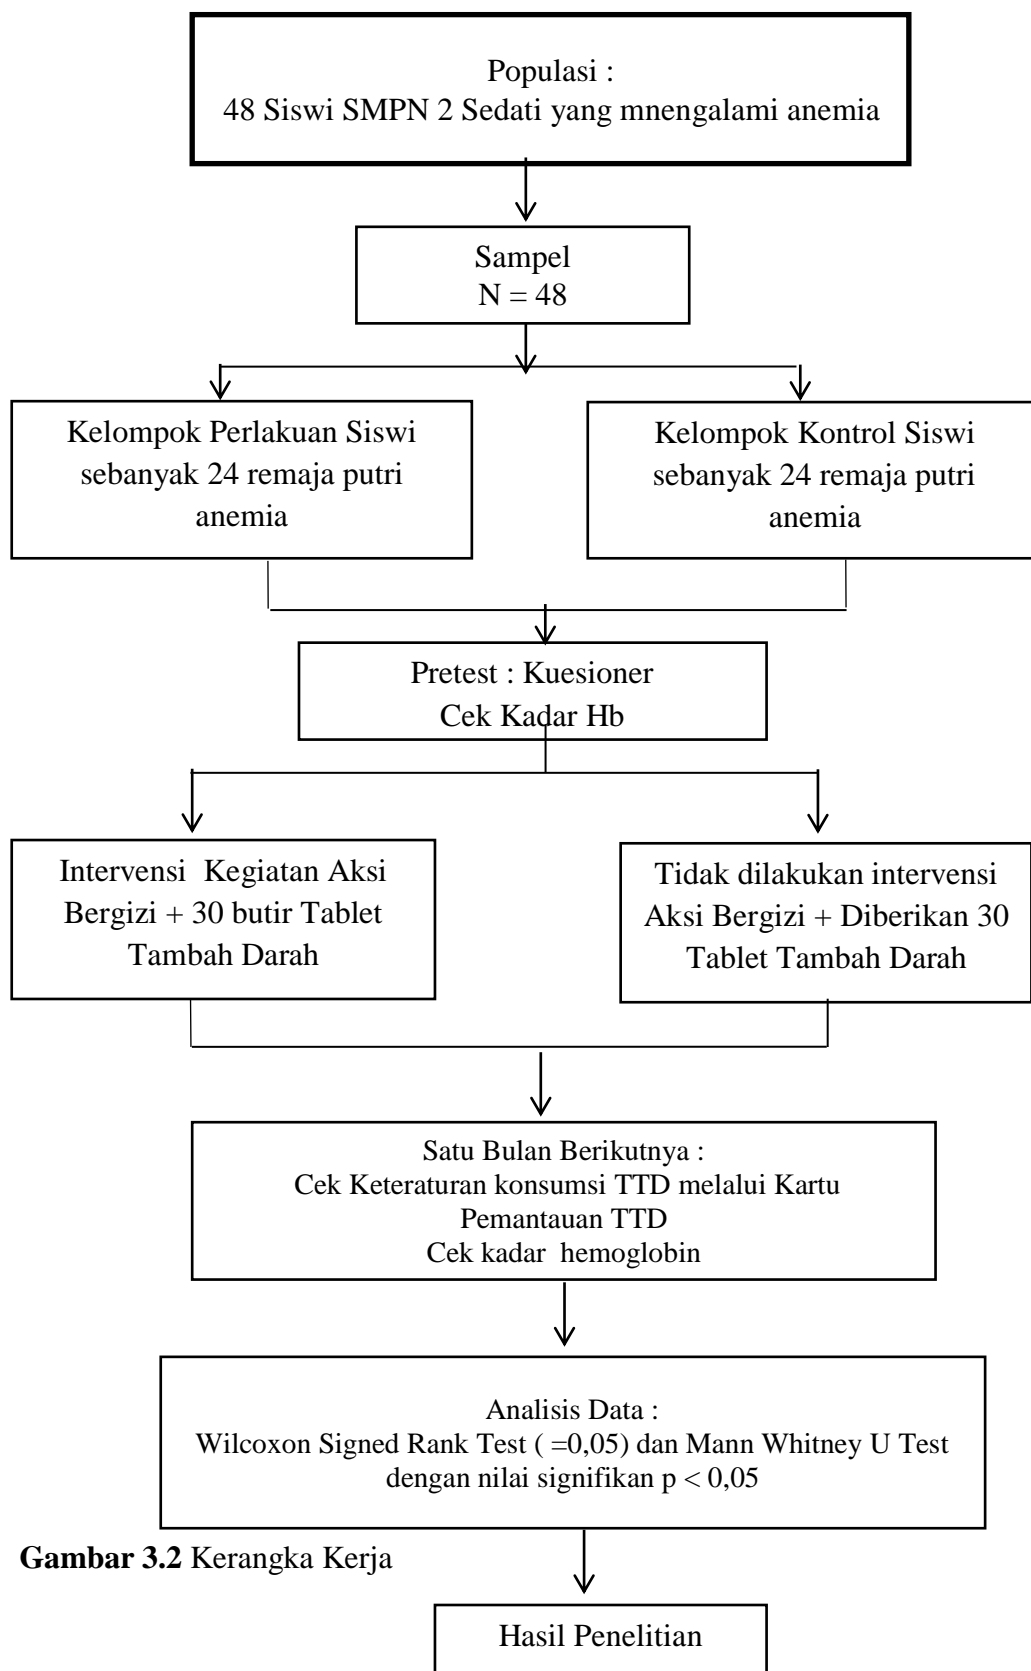 Populasi :
48 Siswi SMPN 2 Sedati yang mnengalami anemia
Sampel
N = 48
Kelompok Perlakuan Siswi
sebanyak 24 remaja putri
anemia
Kelompok Kontrol Siswi
sebanyak 24 remaja putri
anemia
Pretest : Kuesioner
Cek Kadar Hb
Intervensi Kegiatan Aksi
Bergizi + 30 butir Tablet
Tambah Darah
Tidak dilakukan intervensi
Aksi Bergizi + Diberikan 30
Tablet Tambah Darah
Satu Bulan Berikutnya :
Cek Keteraturan konsumsi TTD melalui Kartu
Pemantauan TTD
Cek kadar hemoglobin
Analisis Data :
Wilcoxon Signed Rank Test ( =0,05) dan Mann Whitney U Test
dengan nilai signifikan p < 0,05
Gambar 3.2 Kerangka Kerja
Hasil Penelitian